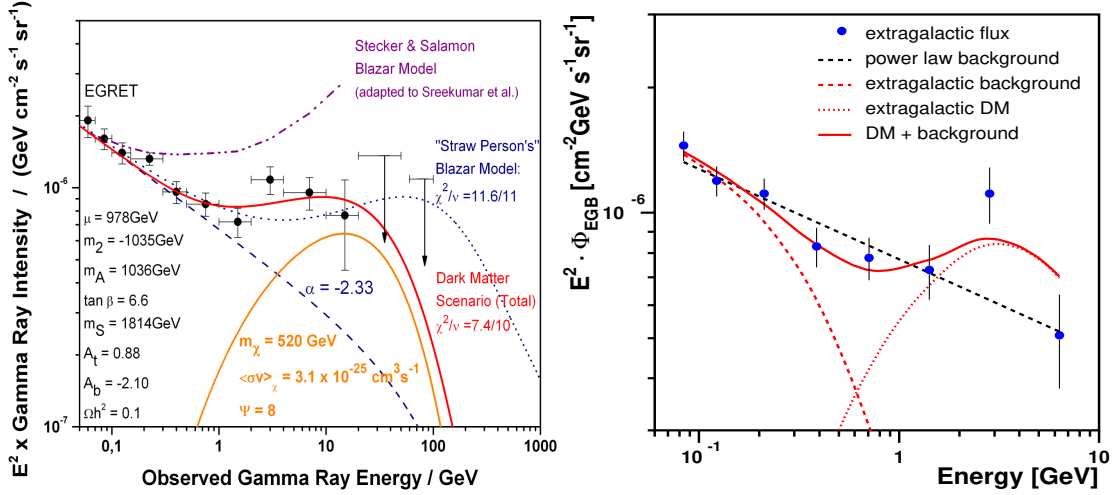 E² x Gamma Ray Intensity / (GeV cm⁻² s⁻¹ sr⁻¹)
10⁻⁶
10⁻⁷
EGRET
Stecker & Salamon
Blazar Model
(adapted to Sreekumar et al.)
"Straw Person's"
Blazar Model:
χ²/ν =11.6/11
μ = 978GeV
m₂ = -1035GeV
m_A = 1036GeV
tan β = 6.6
m_S = 1814GeV
A_t = 0.88
A_b = -2.10
Ωh² = 0.1
α = -2.33
Dark Matter
Scenario (Total)
χ²/ν =7.4/10
m_χ = 520 GeV
<σv>_χ = 3.1 x 10⁻²⁵ cm³s⁻¹
Ψ = 8
0,1 1 10 100 1000
Observed Gamma Ray Energy / GeV
E² · Φ_EGB [cm⁻²GeV s⁻¹sr⁻¹]
10⁻⁶
extragalactic flux
power law background
extragalactic background
extragalactic DM
DM + background
10⁻¹ 1 10
Energy [GeV]